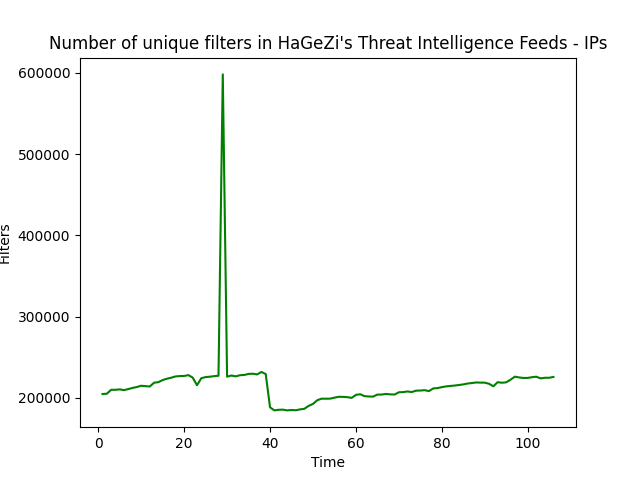 Number of unique filters in HaGeZi's Threat Intelligence Feeds - IPs
600000
500000
400000
300000
200000
Filters
0 20 40 60 80 100
Time